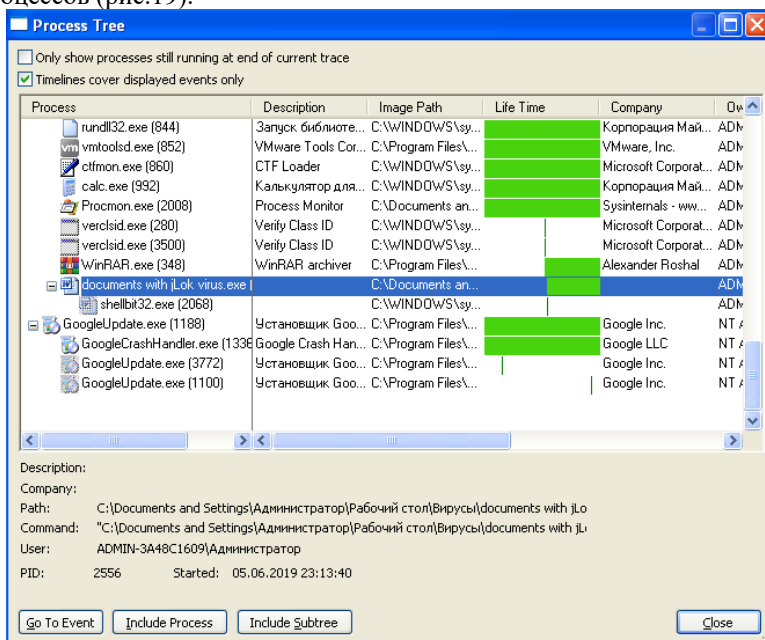 оцессов (рис.19).
Process Tree
Only show processes still running at end of current trace
Timelines cover displayed events only
Process Description Image Path Life Time Company Ow
rundll32.exe (844) Запуск библиоте... C:\WINDOWS\sy... Корпорация Май... ADM
vmtoolsd.exe (852) VMware Tools Cor... C:\Program Files\... VMware, Inc. ADM
ctfmon.exe (860) CTF Loader C:\WINDOWS\sy... Microsoft Corporat... ADM
calc.exe (992) Калькулятор для... C:\WINDOWS\sy... Корпорация Май... ADM
Procmon.exe (2008) Process Monitor C:\Documents an... Sysinternals - ww... ADM
verclsid.exe (280) Verify Class ID C:\WINDOWS\sy... Microsoft Corporat... ADM
verclsid.exe (3500) Verify Class ID C:\WINDOWS\sy... Microsoft Corporat... ADM
WinRAR.exe (348) WinRAR archiver C:\Program Files\... Alexander Roshal ADM
documents with jLok virus.exe ( C:\Documents an... ADM
shellbit32.exe (2068) C:\WINDOWS\sy... ADM
GoogleUpdate.exe (1188) Установщик Goo... C:\Program Files\... Google Inc. NT A
GoogleCrashHandler.exe (1336 Google Crash Han... C:\Program Files\... Google LLC NT A
GoogleUpdate.exe (3772) Установщик Goo... C:\Program Files\... Google Inc. NT A
GoogleUpdate.exe (1100) Установщик Goo... C:\Program Files\... Google Inc. NT A
Description:
Company:
Path: C:\Documents and Settings\Администратор\Рабочий стол\Вирусы\documents with jLo
Command: "C:\Documents and Settings\Администратор\Рабочий стол\Вирусы\documents with jL
User: ADMIN-3A48C1609\Администратор
PID: 2556 Started: 05.06.2019 23:13:40
Go To Event Include Process Include Subtree Close